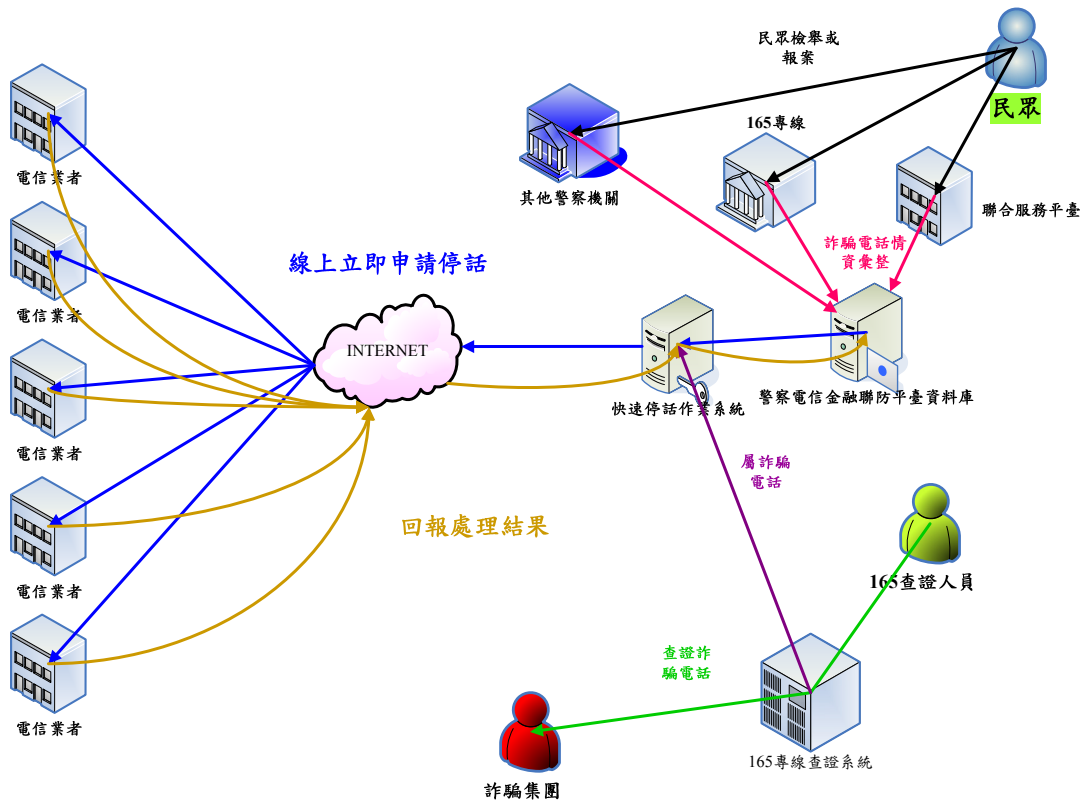 民眾檢舉或
報案
民眾
165專線
其他警察機關
聯合服務平臺
詐騙電話情
資彙整
電信業者
電信業者
線上立即申請停話
INTERNET
快速停話作業系統
警察電信金融聯防平臺資料庫
電信業者
屬詐騙
電話
回報處理結果
165查證人員
電信業者
查證詐
騙電話
電信業者
165專線查證系統
詐騙集團